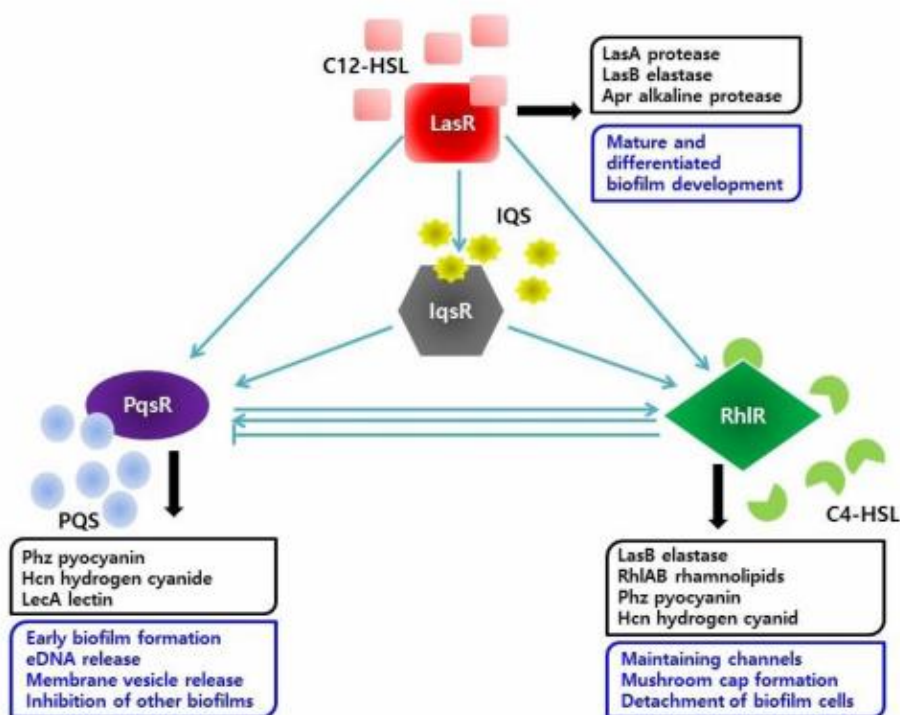 C12-HSL
LasR
LasA protease
LasB elastase
Apr alkaline protease
Mature and
differentiated
biofilm development
IQS
IqsR
PqsR
RhlR
PQS
C4-HSL
Phz pyocyanin
Hcn hydrogen cyanide
LecA lectin
Early biofilm formation
eDNA release
Membrane vesicle release
Inhibition of other biofilms
LasB elastase
RhlAB rhamnolipids
Phz pyocyanin
Hcn hydrogen cyanid
Maintaining channels
Mushroom cap formation
Detachment of biofilm cells